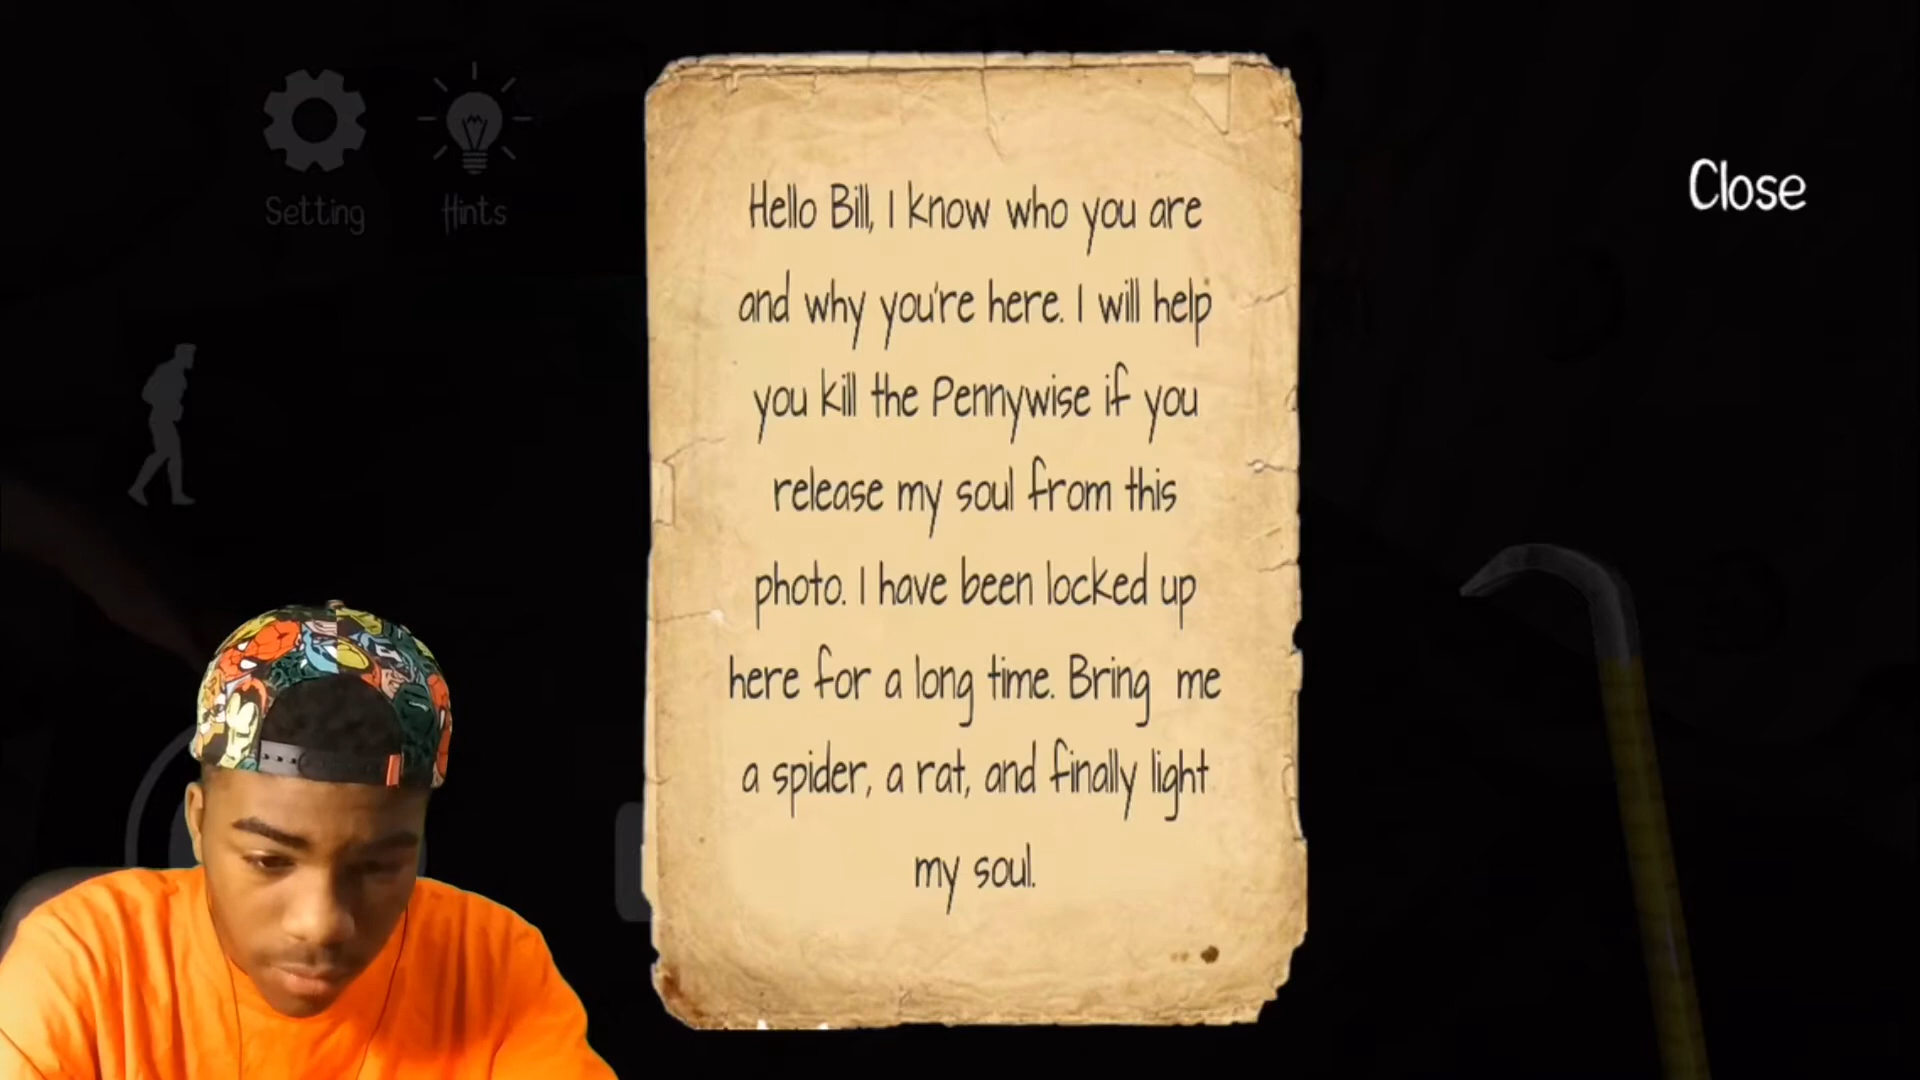 Setting
Hints
Close
Hello Bill, I know who you are
and why you're here. I will help
you kill the Pennywise if you
release my soul from this
photo. I have been locked up
here for a long time. Bring me
a spider, a rat, and finally light
my soul.